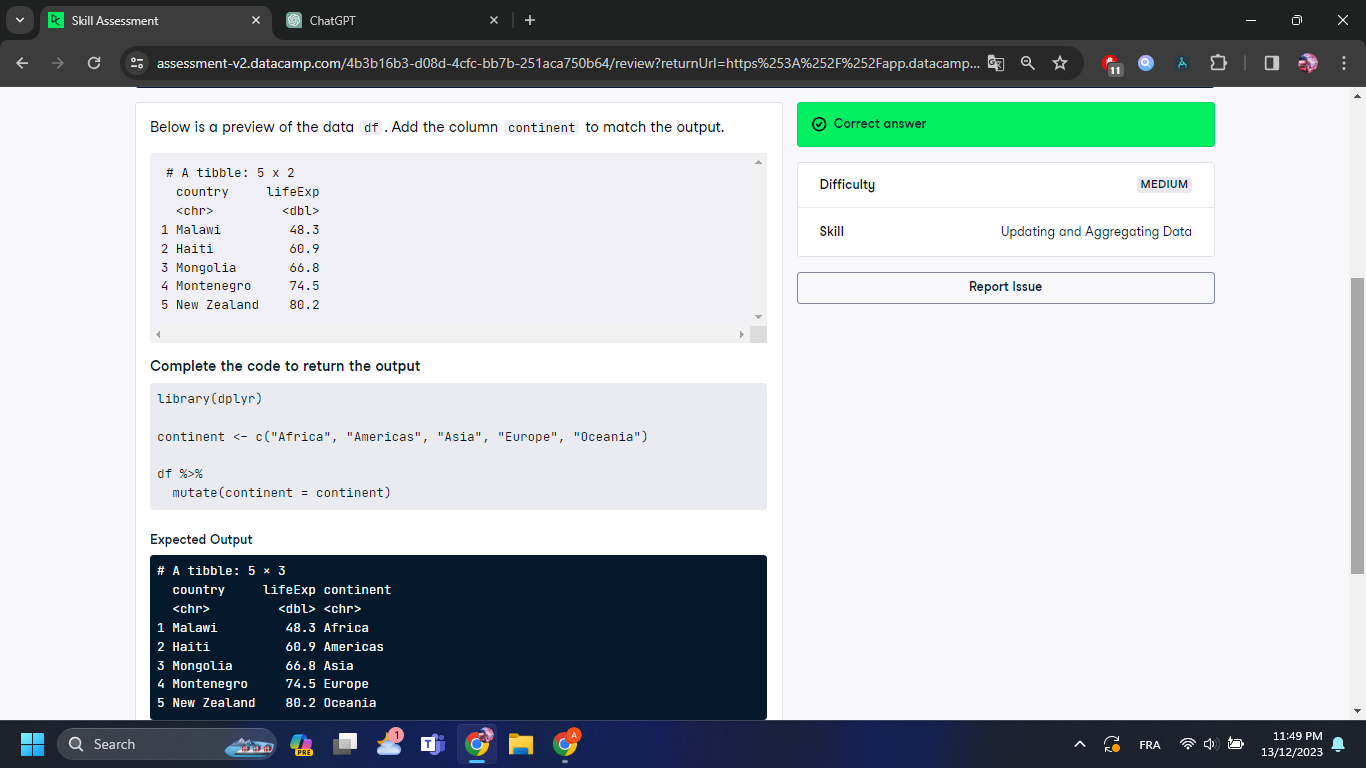 Skill Assessment
ChatGPT
assessment-v2.datacamp.com/4b3b16b3-d08d-4cfc-bb7b-251aca750b64/review?returnUrl=https%253A%252F%252Fapp.datacamp...
11
Below is a preview of the data df . Add the column continent to match the output.
# A tibble: 5 x 2
country lifeExp
<chr> <dbl>
1 Malawi 48.3
2 Haiti 60.9
3 Mongolia 66.8
4 Montenegro 74.5
5 New Zealand 80.2
Complete the code to return the output
library(dplyr)
continent <- c("Africa", "Americas", "Asia", "Europe", "Oceania")
df %>%
mutate(continent = continent)
Expected Output
# A tibble: 5 × 3
country lifeExp continent
<chr> <dbl> <chr>
1 Malawi 48.3 Africa
2 Haiti 60.9 Americas
3 Mongolia 66.8 Asia
4 Montenegro 74.5 Europe
5 New Zealand 80.2 Oceania
Correct answer
Difficulty MEDIUM
Skill Updating and Aggregating Data
Report Issue
Search
PRE
1
A
FRA
11:49 PM
13/12/2023